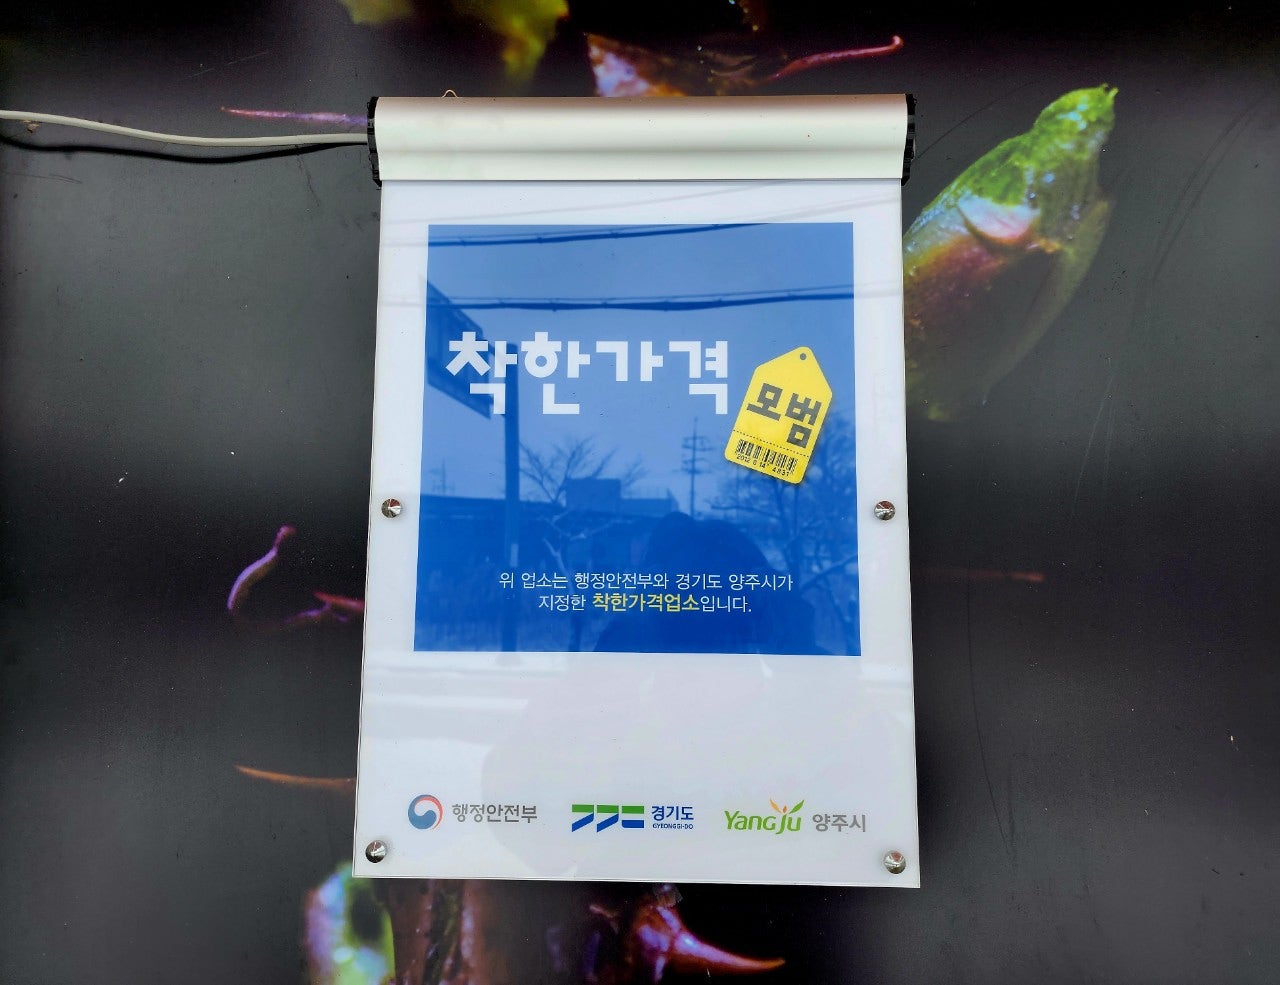 착한가격
모범
위 업소는 행정안전부와 경기도 양주시가
지정한 착한가격업소입니다.
행정안전부
경기도
GYEONGGI-DO
YangJu 양주시